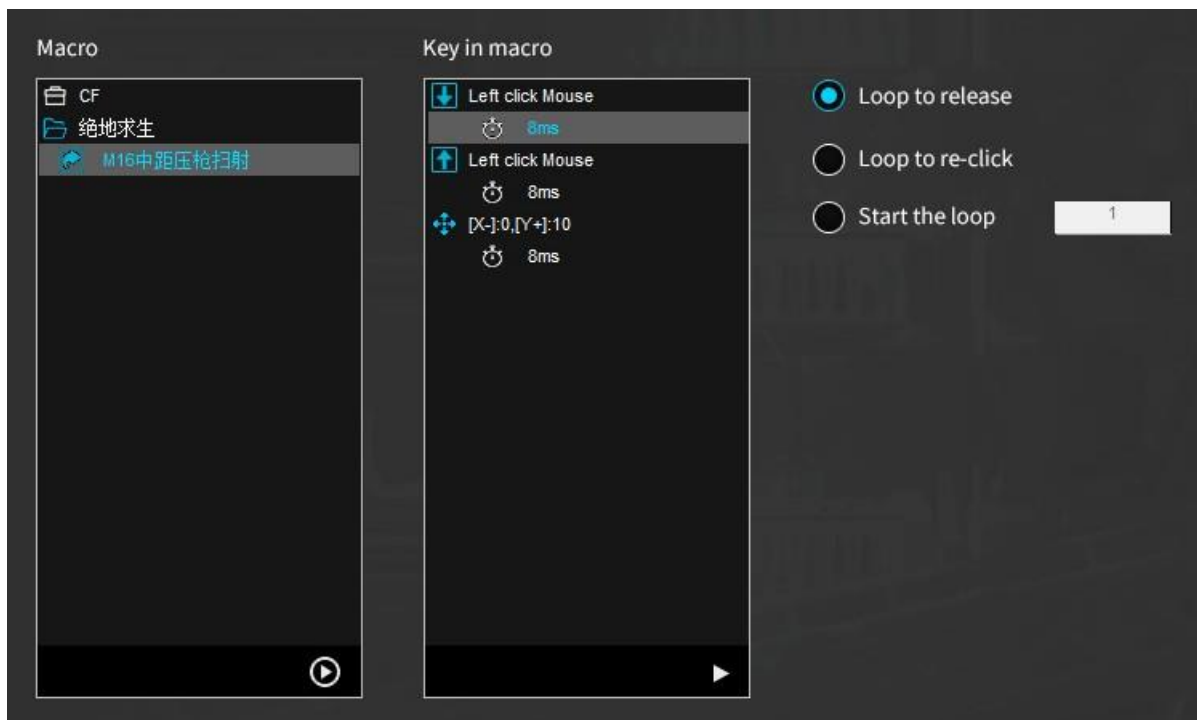 Macro
CF
绝地求生
M16中距压枪扫射
Key in macro
Left click Mouse
8ms
Left click Mouse
8ms
[X-]:0,[Y+]:10
8ms
Loop to release
Loop to re-click
Start the loop 1